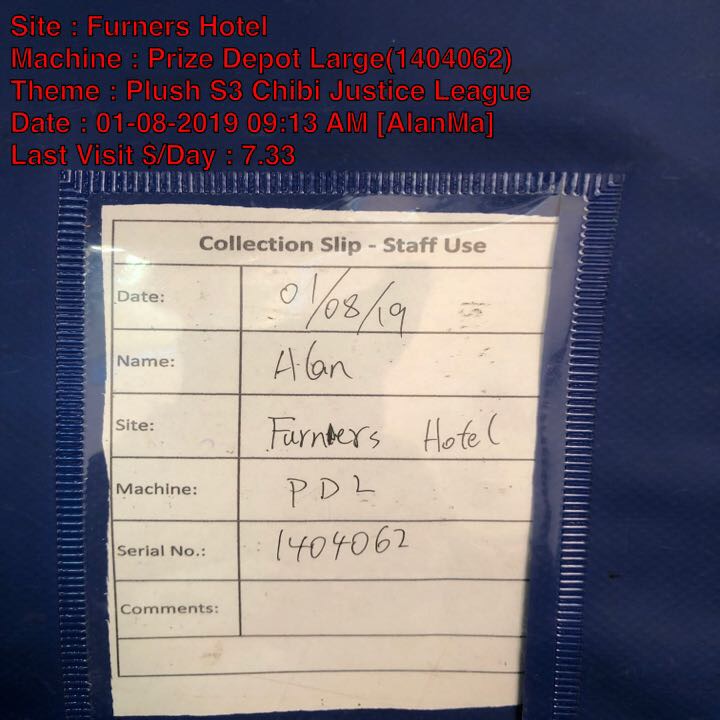 Site : Furners Hotel
Machine : Prize Depot Large(1404062)
Theme : Plush S3 Chibi Justice League
Date : 01-08-2019 09:13 AM [AlanMa]
Last Visit $/Day : 7.33
Collection Slip - Staff Use
Date: 01/08/19
Name: Alan
Site: Furners Hotel
Machine: PDL
Serial No.: 1404062
Comments: